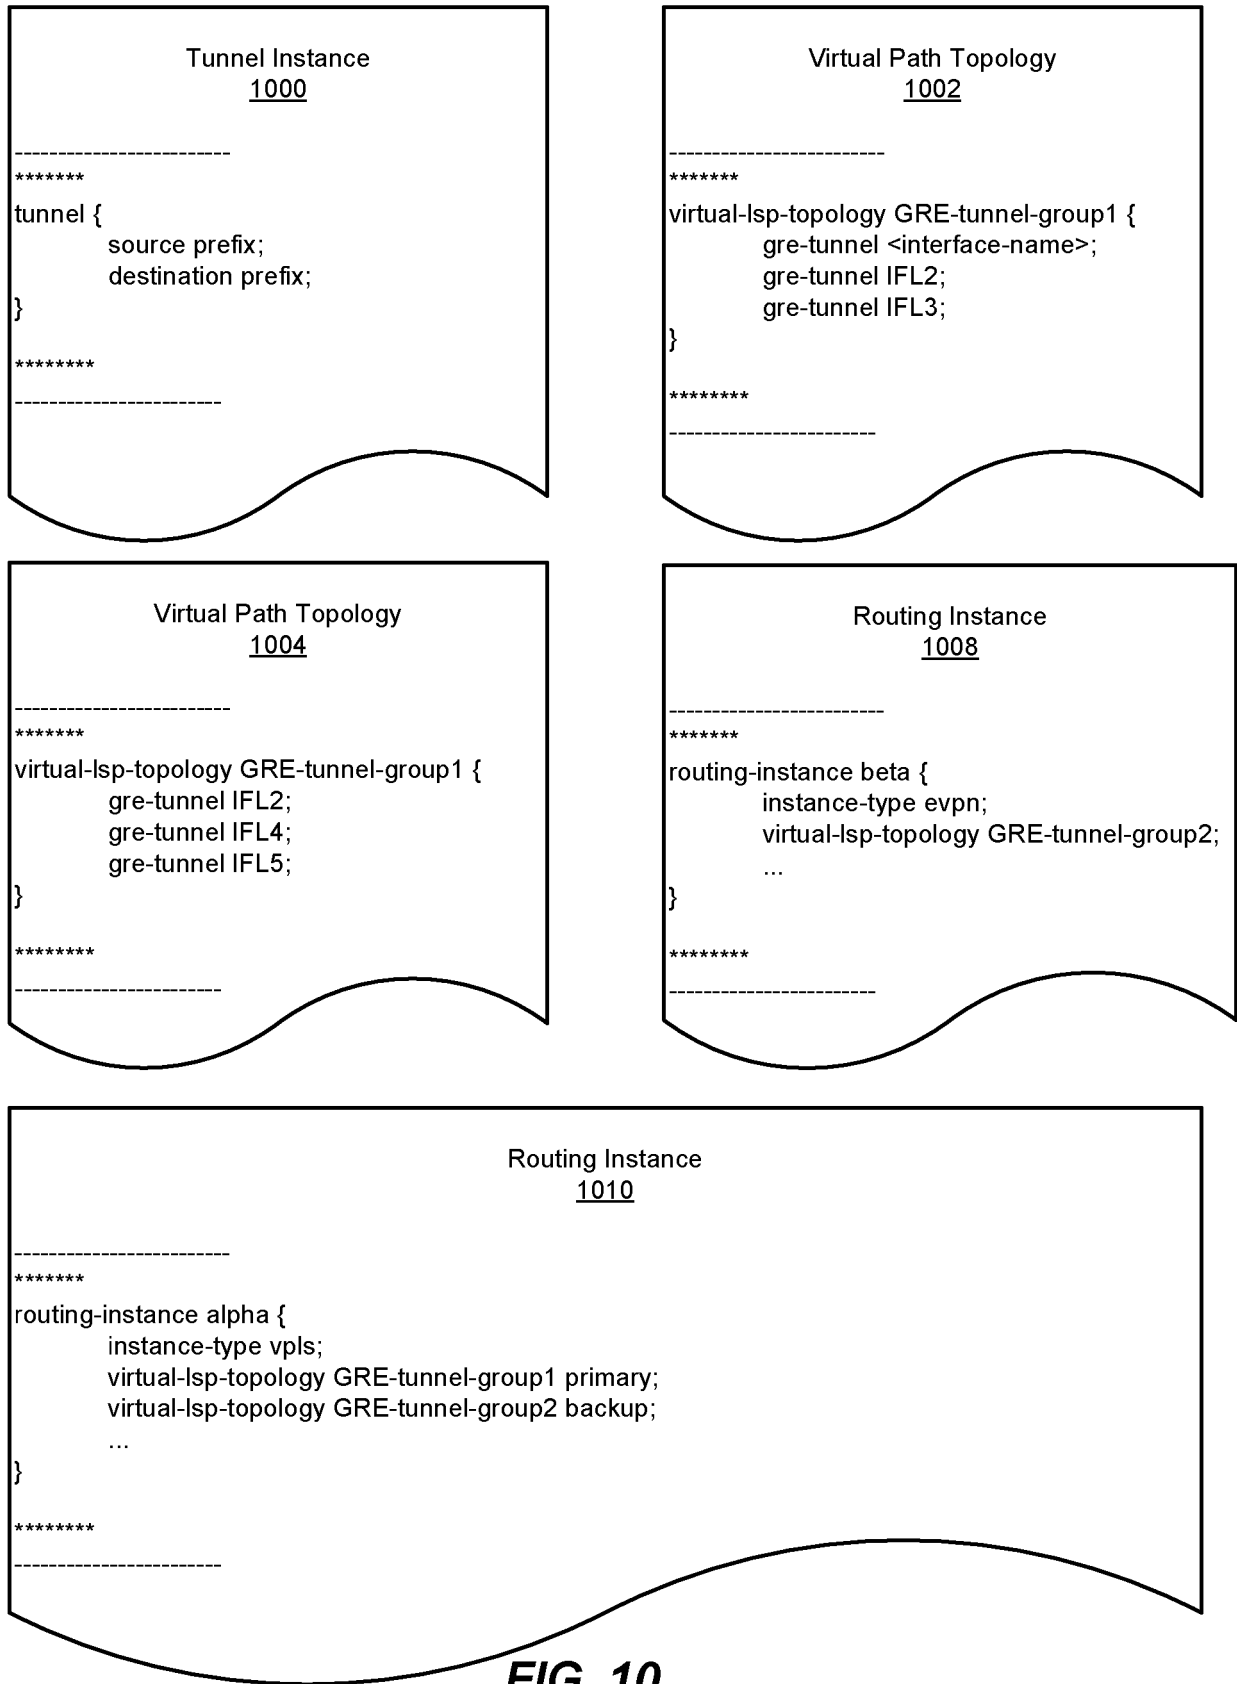 Tunnel Instance
1000
-------------------------
*******
tunnel {
source prefix;
destination prefix;
}
********
------------------------
Virtual Path Topology
1002
-------------------------
*******
virtual-lsp-topology GRE-tunnel-group1 {
gre-tunnel <interface-name>;
gre-tunnel IFL2;
gre-tunnel IFL3;
}
********
------------------------
Virtual Path Topology
1004
-------------------------
*******
virtual-lsp-topology GRE-tunnel-group1 {
gre-tunnel IFL2;
gre-tunnel IFL4;
gre-tunnel IFL5;
}
********
------------------------
Routing Instance
1008
-------------------------
*******
routing-instance beta {
instance-type evpn;
virtual-lsp-topology GRE-tunnel-group2;
...
}
********
------------------------
Routing Instance
1010
-------------------------
*******
routing-instance alpha {
instance-type vpls;
virtual-lsp-topology GRE-tunnel-group1 primary;
virtual-lsp-topology GRE-tunnel-group2 backup;
...
}
********
------------------------
FIG. 10